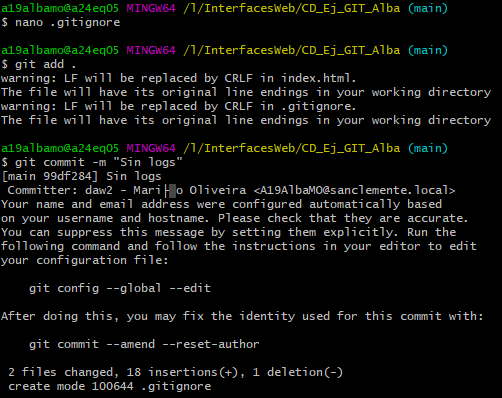 a19albamo@a24eq05 MINGW64 /l/InterfacesWeb/CD_Ej_GIT_Alba (main)
$ nano .gitignore
a19albamo@a24eq05 MINGW64 /l/InterfacesWeb/CD_Ej_GIT_Alba (main)
$ git add .
warning: LF will be replaced by CRLF in index.html.
The file will have its original line endings in your working directory
warning: LF will be replaced by CRLF in .gitignore.
The file will have its original line endings in your working directory
a19albamo@a24eq05 MINGW64 /l/InterfacesWeb/CD_Ej_GIT_Alba (main)
$ git commit -m "Sin logs"
[main 99df284] Sin logs
Committer: daw2 - Oliveira <A19AlbaMO@sanclemente.local>
Your name and email address were configured automatically based
on your username and hostname. Please check that they are accurate.
You can suppress this message by setting them explicitly. Run the
following command and follow the instructions in your editor to edit
your configuration file:
git config --global --edit
After doing this, you may fix the identity used for this commit with:
git commit --amend --reset-author
2 files changed, 18 insertions(+), 1 deletion(-)
create mode 100644 .gitignore